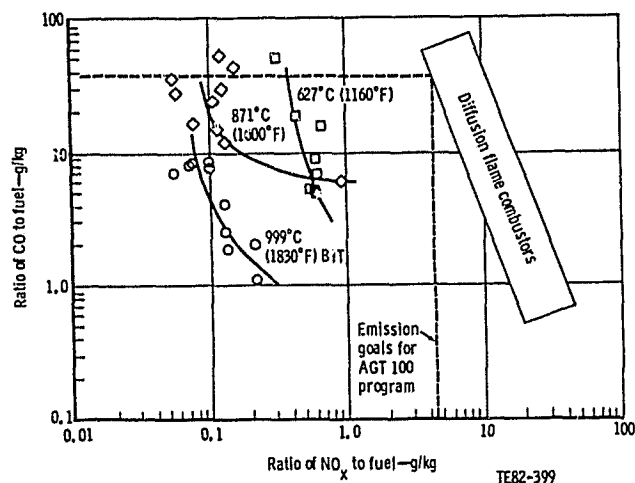 100
10
1.0
0.1
0.01
0.1
1.0
10
100
Ratio of CO to fuel—g/kg
Ratio of NOx to fuel—g/kg
627°C (1160°F)
871°C
(1600°F)
999°C
(1830°F) BIT
Diffusion flame combustors
Emission
goals for
AGT 100
program
TE82-399